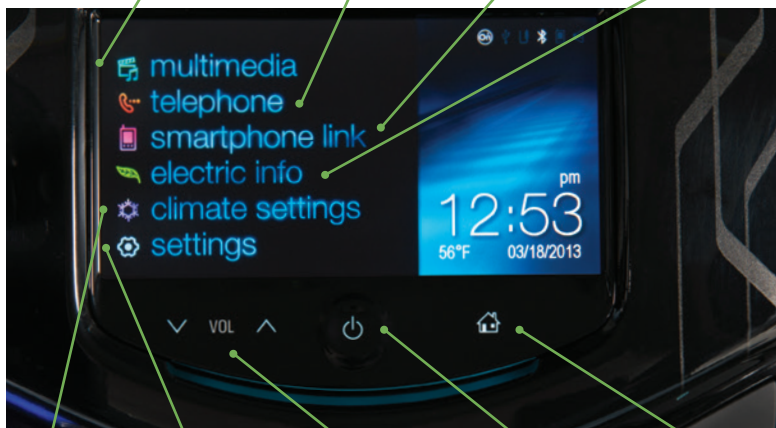 multimedia
telephone
smartphone link
electric info
climate settings
settings
pm
12:53
56°F 03/18/2013
VOL